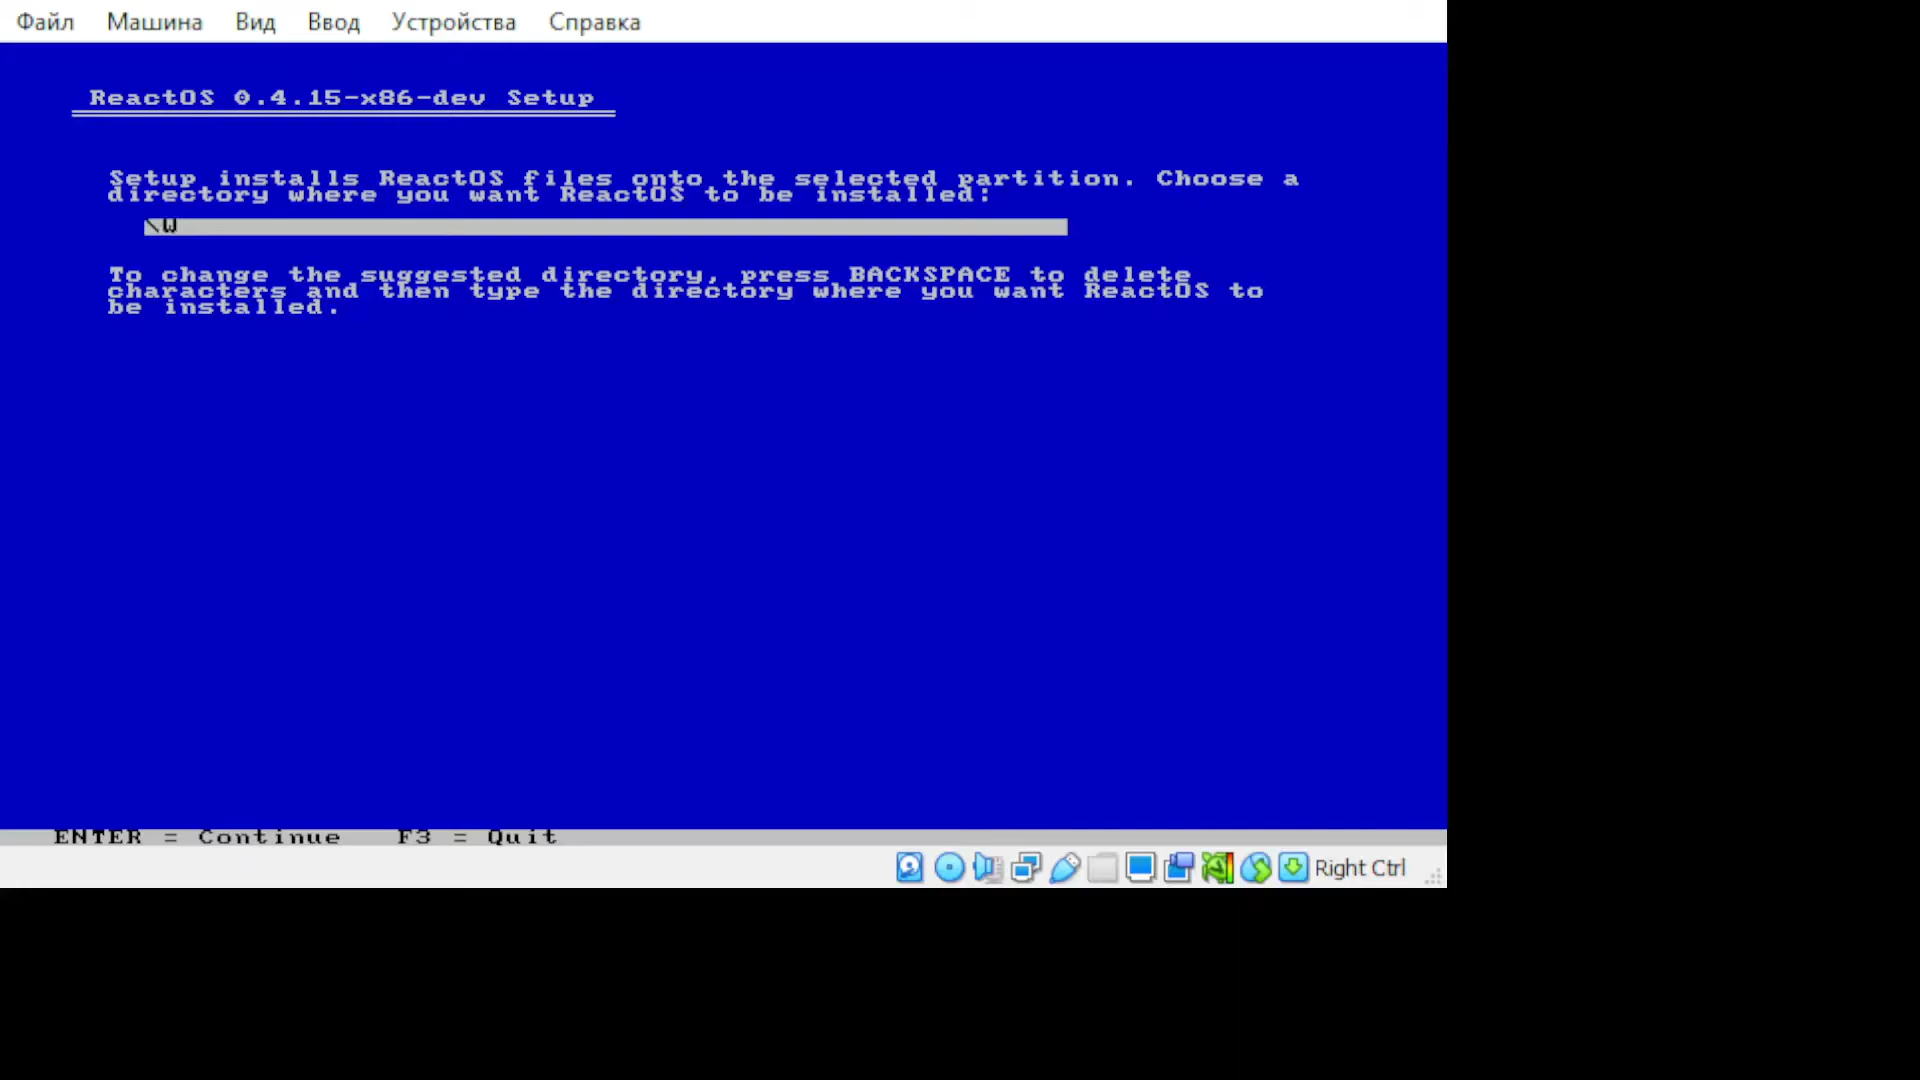 Файл Машина Вид Ввод Устройства Справка
ReactOS 0.4.15-x86-dev Setup
Setup installs ReactOS files onto the selected partition. Choose a
directory where you want ReactOS to be installed:
\W
To change the suggested directory, press BACKSPACE to delete
characters and then type the directory where you want ReactOS to
be installed.
ENTER = Continue F3 = Quit
Right Ctrl